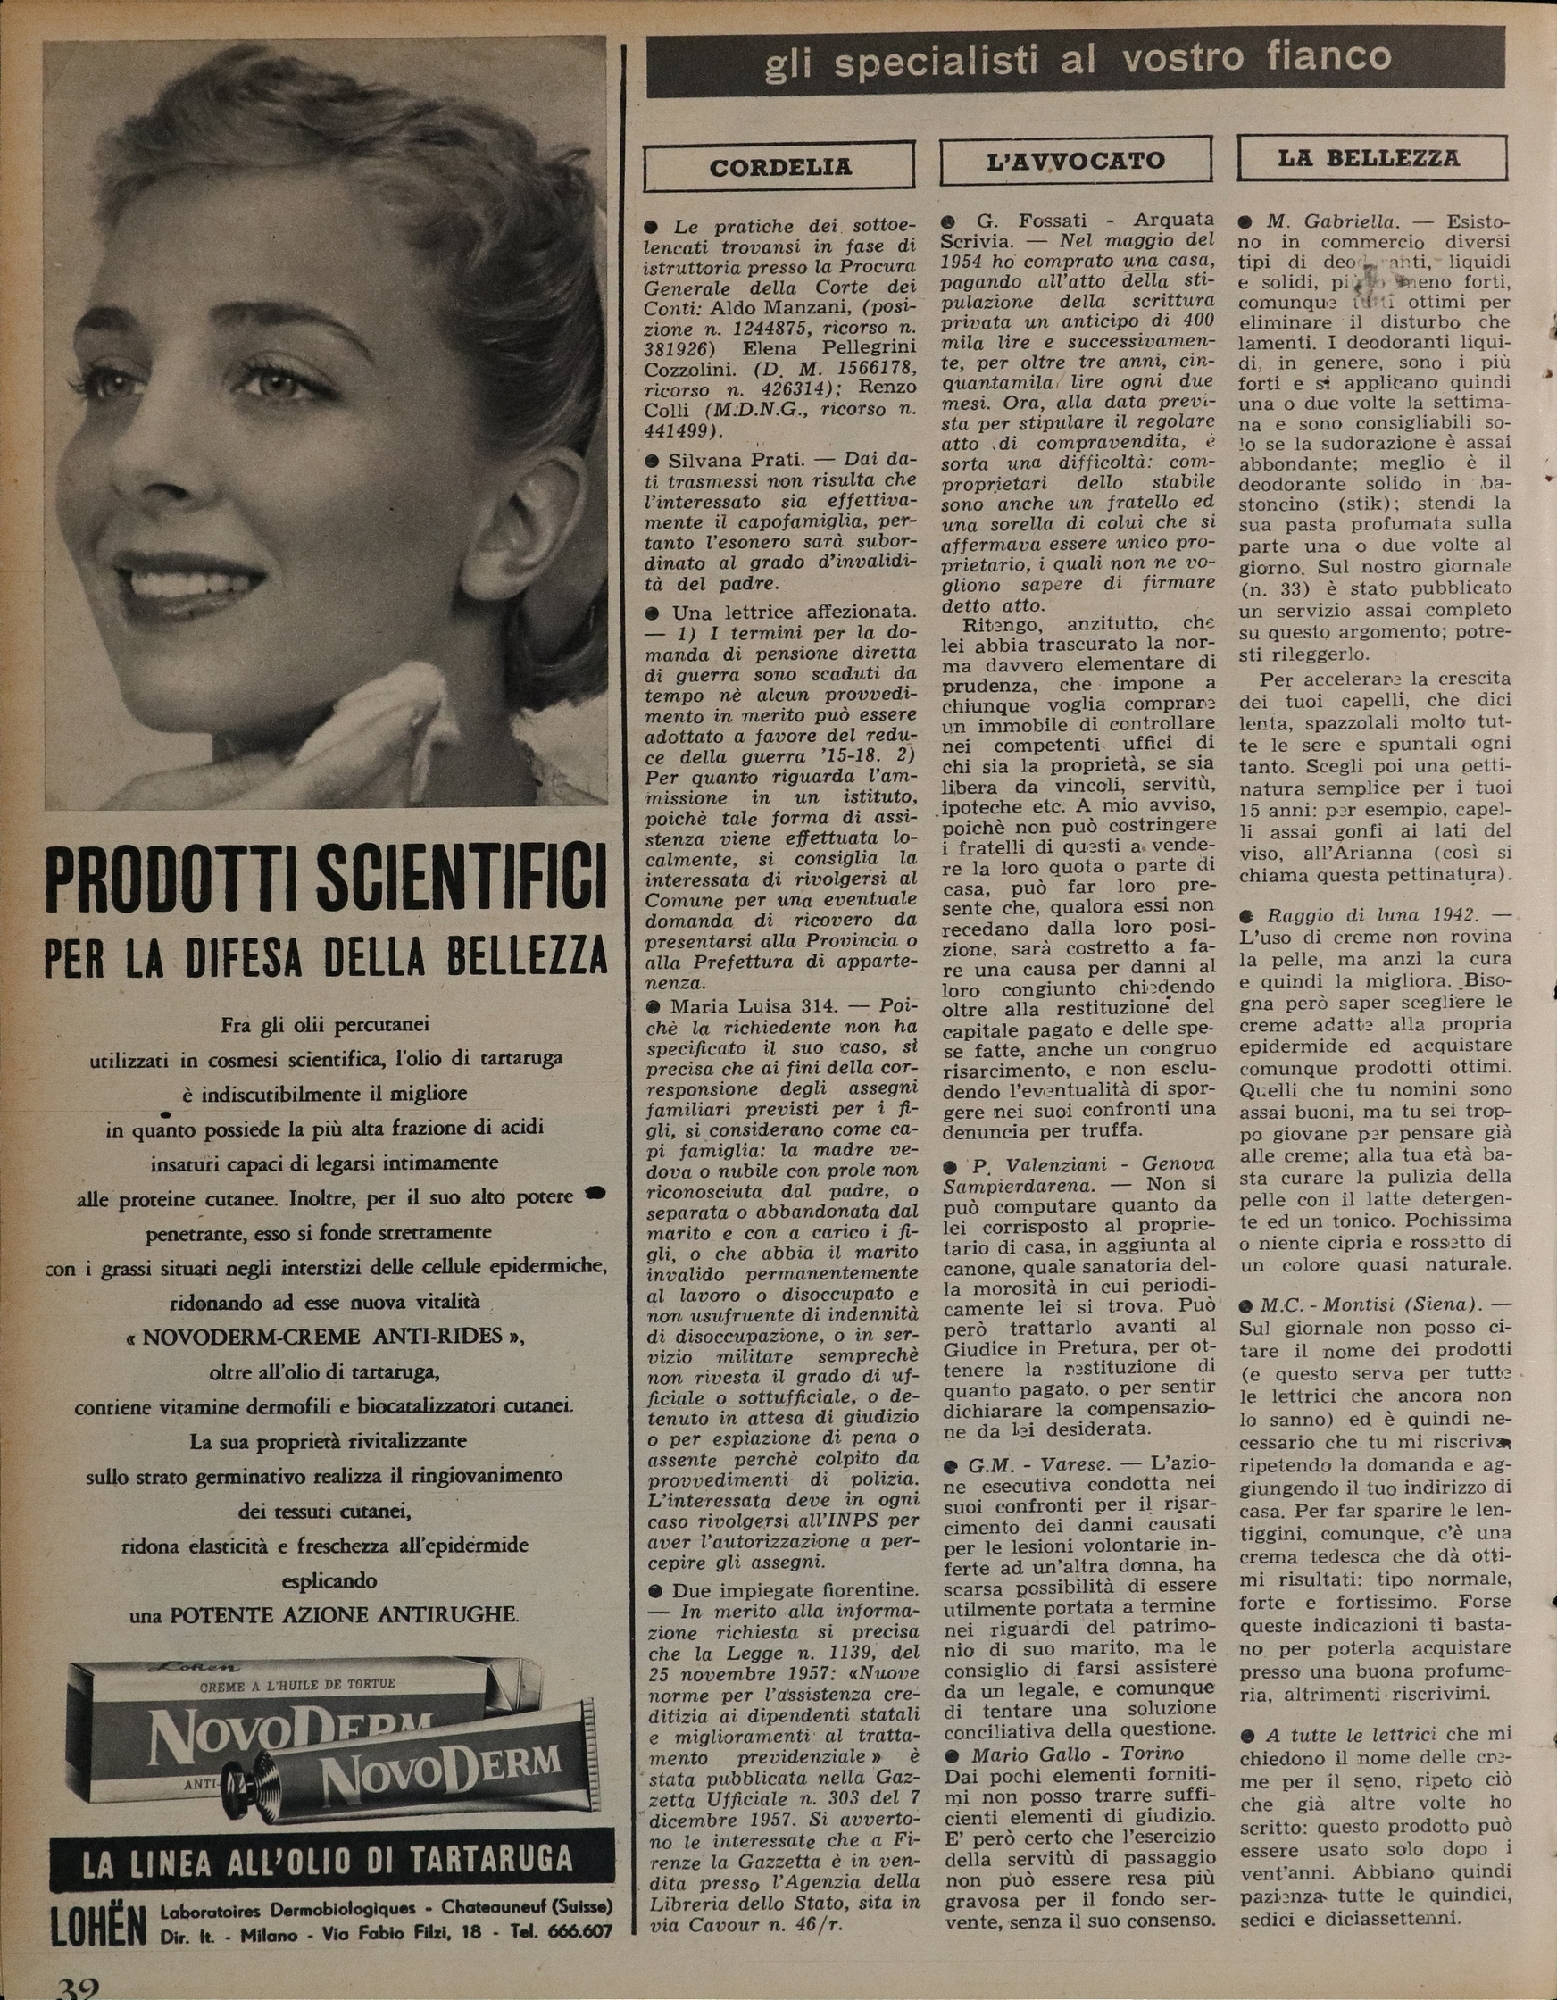 PRODOTTI SCIENTIFICI
PER LA DIFESA DELLA BELLEZZA
Fra gli olii percutanei
utilizzati in cosmesi scientifica, l'olio di tartaruga
è indiscutibilmente il migliore
in quanto possiede la più alta frazione di acidi
insaturi capaci di legarsi intimamente
alle proteine cutanee. Inoltre, per il suo alto potere
penetrante, esso si fonde strettamente
con i grassi situati negli interstizi delle cellule epidermiche,
ridonando ad esse nuova vitalità
« NOVODERM-CREME ANTI-RIDES »,
oltre all'olio di tartaruga,
contiene vitamine dermofili e biocatalizzatori cutanei.
La sua proprietà rivitalizzante
sullo strato germinativo realizza il ringiovanimento
dei tessuti cutanei,
ridona elasticità e freschezza all'epidermide
esplicando
una POTENTE AZIONE ANTIRUGHE.
Lohen
CREME A L'HUILE DE TORTUE
NOVODERM
ANTI-
NOVODERM
LA LINEA ALL'OLIO DI TARTARUGA
LOHËN Laboratoires Dermobiologiques - Chateauneuf (Suisse)
Dir. It. - Milano - Via Fabio Filzi, 18 - Tel. 666.607
39
gli specialisti al vostro fianco
CORDELIA
● Le pratiche dei sottoe-
lencati trovansi in fase di
istruttoria presso la Procura
Generale della Corte dei
Conti: Aldo Manzani, (posi-
zione n. 1244875, ricorso n.
381926) Elena Pellegrini
Cozzolini. (D. M. 1566178,
ricorso n. 426314); Renzo
Colli (M.D.N.G., ricorso n.
441499).
● Silvana Prati. — Dai da-
ti trasmessi non risulta che
l'interessato sia effettiva-
mente il capofamiglia, per-
tanto l'esonero sarà subor-
dinato al grado d'invalidi-
tà del padre.
● Una lettrice affezionata.
— 1) I termini per la do-
manda di pensione diretta
di guerra sono scaduti da
tempo nè alcun provvedi-
mento in merito può essere
adottato a favore del redu-
ce della guerra '15-18. 2)
Per quanto riguarda l'am-
missione in un istituto,
poichè tale forma di assi-
stenza viene effettuata lo-
calmente, si consiglia la
interessata di rivolgersi al
Comune per una eventuale
domanda di ricovero da
presentarsi alla Provincia o
alla Prefettura di apparte-
nenza.
● Maria Luisa 314. — Poi-
chè la richiedente non ha
specificato il suo caso, si
precisa che ai fini della cor-
responsione degli assegni
familiari previsti per i fi-
gli, si considerano come ca-
pi famiglia: la madre ve-
dova o nubile con prole non
riconosciuta dal padre, o
separata o abbandonata dal
marito e con a carico i fi-
gli, o che abbia il marito
invalido permanentemente
al lavoro o disoccupato e
non usufruente di indennità
di disoccupazione, o in ser-
vizio militare semprechè
non rivesta il grado di uf-
ficiale o sottufficiale, o de-
tenuto in attesa di giudizio
o per espiazione di pena o
assente perchè colpito da
provvedimenti di polizia.
L'interessata deve in ogni
caso rivolgersi all'INPS per
aver l'autorizzazione a per-
cepire gli assegni.
● Due impiegate fiorentine.
— In merito alla informa-
zione richiesta si precisa
che la Legge n. 1139, del
25 novembre 1957: «Nuove
norme per l'assistenza cre-
ditizia ai dipendenti statali
e miglioramenti al tratta-
mento previdenziale» è
stata pubblicata nella Gaz-
zetta Ufficiale n. 303 del 7
dicembre 1957. Si avverto-
no le interessate che a Fi-
renze la Gazzetta è in ven-
dita presso l'Agenzia della
Libreria dello Stato, sita in
via Cavour n. 46/r.
L'AVVOCATO
● G. Fossati - Arquata
Scrivia. — Nel maggio del
1954 ho comprato una casa,
pagando all'atto della sti-
pulazione della scrittura
privata un anticipo di 400
mila lire e successivamen-
te, per oltre tre anni, cin-
quantamila lire ogni due
mesi. Ora, alla data previ-
sta per stipulare il regolare
atto di compravendita, è
sorta una difficoltà: com-
proprietari dello stabile
sono anche un fratello ed
una sorella di colui che si
affermava essere unico pro-
prietario, i quali non ne vo-
gliono sapere di firmare
detto atto.
Ritengo, anzitutto, che
lei abbia trascurato la nor-
ma davvero elementare di
prudenza, che impone a
chiunque voglia comprare
un immobile di controllare
nei competenti uffici di
chi sia la proprietà, se sia
libera da vincoli, servitù,
ipoteche etc. A mio avviso,
poichè non può costringere
i fratelli di questi a vende-
re la loro quota o parte di
casa, può far loro pre-
sente che, qualora essi non
recedano dalla loro posi-
zione, sarà costretto a fa-
re una causa per danni al
loro congiunto chiedendo
oltre alla restituzione del
capitale pagato e delle spe-
se fatte, anche un congruo
risarcimento, e non esclu-
dendo l'eventualità di spor-
gere nei suoi confronti una
denuncia per truffa.
● P. Valenziani - Genova
Sampierdarena. — Non si
può computare quanto da
lei corrisposto al proprie-
tario di casa, in aggiunta al
canone, quale sanatoria del-
la morosità in cui periodi-
camente lei si trova. Può
però trattarlo avanti al
Giudice in Pretura, per ot-
tenere la restituzione di
quanto pagato, o per sentir
dichiarare la compensazio-
ne da lei desiderata.
● G.M. - Varese. — L'azio-
ne esecutiva condotta nei
suoi confronti per il risar-
cimento dei danni causati
per le lesioni volontarie in-
ferte ad un'altra donna, ha
scarsa possibilità di essere
utilmente portata a termine
nei riguardi del patrimo-
nio di suo marito, ma le
consiglio di farsi assistere
da un legale, e comunque
di tentare una soluzione
conciliativa della questione.
● Mario Gallo - Torino
Dai pochi elementi forniti-
mi non posso trarre suffi-
cienti elementi di giudizio.
E' però certo che l'esercizio
della servitù di passaggio
non può essere resa più
gravosa per il fondo ser-
vente, senza il suo consenso.
LA BELLEZZA
● M. Gabriella. — Esisto-
no in commercio diversi
tipi di deodoranti, liquidi
e solidi, più o meno forti,
comunque tutti ottimi per
eliminare il disturbo che
lamenti. I deodoranti liqui-
di, in genere, sono i più
forti e si applicano quindi
una o due volte la settima-
na e sono consigliabili so-
lo se la sudorazione è assai
abbondante; meglio è il
deodorante solido in ba-
stoncino (stik); stendi la
sua pasta profumata sulla
parte una o due volte al
giorno. Sul nostro giornale
(n. 33) è stato pubblicato
un servizio assai completo
su questo argomento; potre-
sti rileggerlo.
Per accelerare la crescita
dei tuoi capelli, che dici
lenta, spazzolali molto tut-
te le sere e spuntali ogni
tanto. Scegli poi una petti-
natura semplice per i tuoi
15 anni: per esempio, capel-
li assai gonfi ai lati del
viso, all'Arianna (così si
chiama questa pettinatura).
● Raggio di luna 1942. —
L'uso di creme non rovina
la pelle, ma anzi la cura
e quindi la migliora. Biso-
gna però saper scegliere le
creme adatte alla propria
epidermide ed acquistare
comunque prodotti ottimi.
Quelli che tu nomini sono
assai buoni, ma tu sei trop-
po giovane per pensare già
alle creme; alla tua età ba-
sta curare la pulizia della
pelle con il latte detergen-
te ed un tonico. Pochissima
o niente cipria e rossetto di
un colore quasi naturale.
● M.C. - Montisi (Siena). —
Sul giornale non posso ci-
tare il nome dei prodotti
(e questo serva per tutte
le lettrici che ancora non
lo sanno) ed è quindi ne-
cessario che tu mi riscriva
ripetendo la domanda e ag-
giungendo il tuo indirizzo di
casa. Per far sparire le len-
tiggini, comunque, c'è una
crema tedesca che dà otti-
mi risultati: tipo normale,
forte e fortissimo. Forse
queste indicazioni ti basta-
no per poterla acquistare
presso una buona profume-
ria, altrimenti riscrivimi.
● A tutte le lettrici che mi
chiedono il nome delle cre-
me per il seno, ripeto ciò
che già altre volte ho
scritto: questo prodotto può
essere usato solo dopo i
vent'anni. Abbiano quindi
pazienza tutte le quindici,
sedici e diciassettenni.